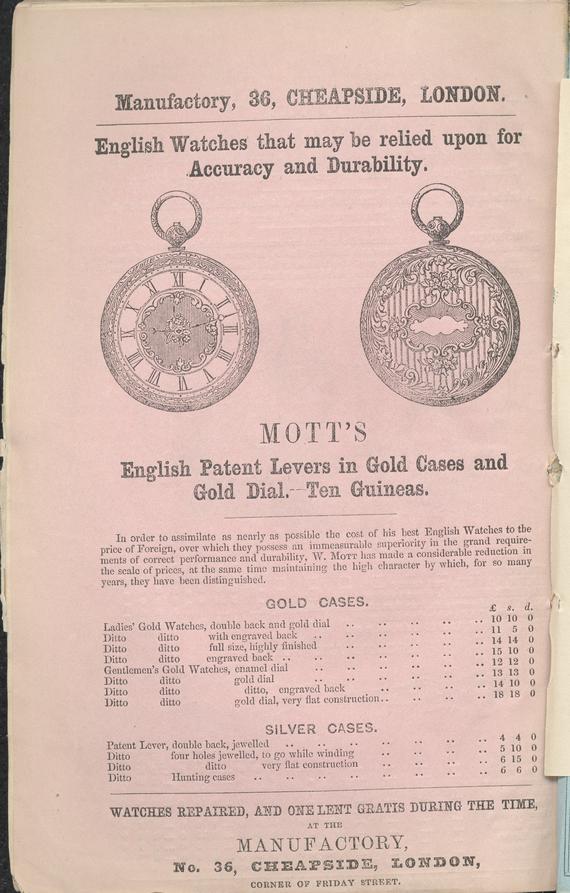 Manufactory, 36, CHEAPSIDE, LONDON.
English Watches that may be relied upon for
Accuracy and Durability.
MOTT'S
English Patent Levers in Gold Cases and
Gold Dial.--Ten Guineas.
In order to assimilate as nearly as possible the cost of his best English Watches to the
price of Foreign, over which they possess an immeasurable superiority in the grand require-
ments of correct performance and durability, W. MOTT has made a considerable reduction in
the scale of prices, at the same time maintaining the high character by which, for so many
years, they have been distinguished.
GOLD CASES.
£ s. d.
Ladies' Gold Watches, double back and gold dial .. .. .. .. .. 10 10 0
Ditto ditto with engraved back .. .. .. .. .. 11 5 0
Ditto ditto full size, highly finished .. .. .. .. 14 14 0
Ditto ditto engraved back .. .. .. .. .. .. 15 10 0
Gentlemen's Gold Watches, enamel dial .. .. .. .. .. 12 12 0
Ditto ditto gold dial .. .. .. .. .. 13 13 0
Ditto ditto ditto, engraved back .. .. .. .. 14 10 0
Ditto ditto gold dial, very flat construction.. .. .. .. 18 18 0
SILVER CASES.
Patent Lever, double back, jewelled .. .. .. .. .. .. .. 4 4 0
Ditto four holes jewelled, to go while winding .. .. .. .. 5 10 0
Ditto ditto very flat construction .. .. .. .. 6 15 0
Ditto Hunting cases .. .. .. .. .. .. .. .. 6 6 0
WATCHES REPAIRED, AND ONE LENT GRATIS DURING THE TIME,
AT THE
MANUFACTORY,
No. 36, CHEAPSIDE, LONDON,
CORNER OF FRIDAY STREET.